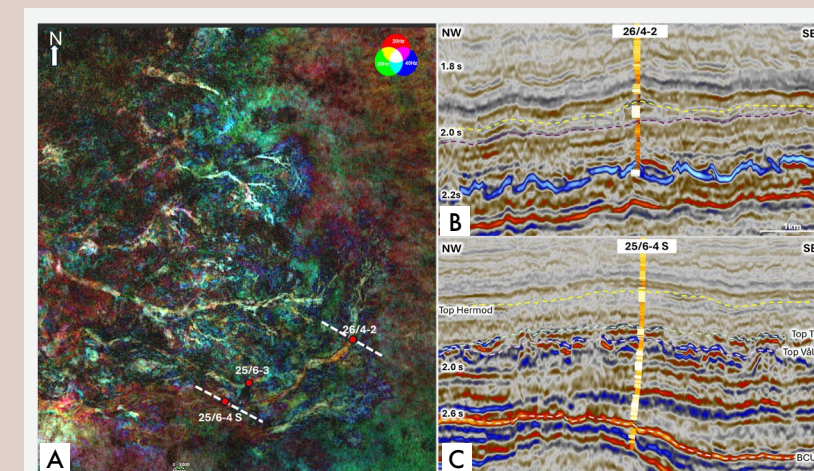 N
20Hz
30Hz
40Hz
26/4-2
25/6-3
25/6-4 S
A
NW
26/4-2
SE
1.8 s
2.0 s
2.2s
B
1km
NW
25/6-4 S
SE
Top Hermod
Top T
Top Vål
2.0 s
2.6 s
C
BCU